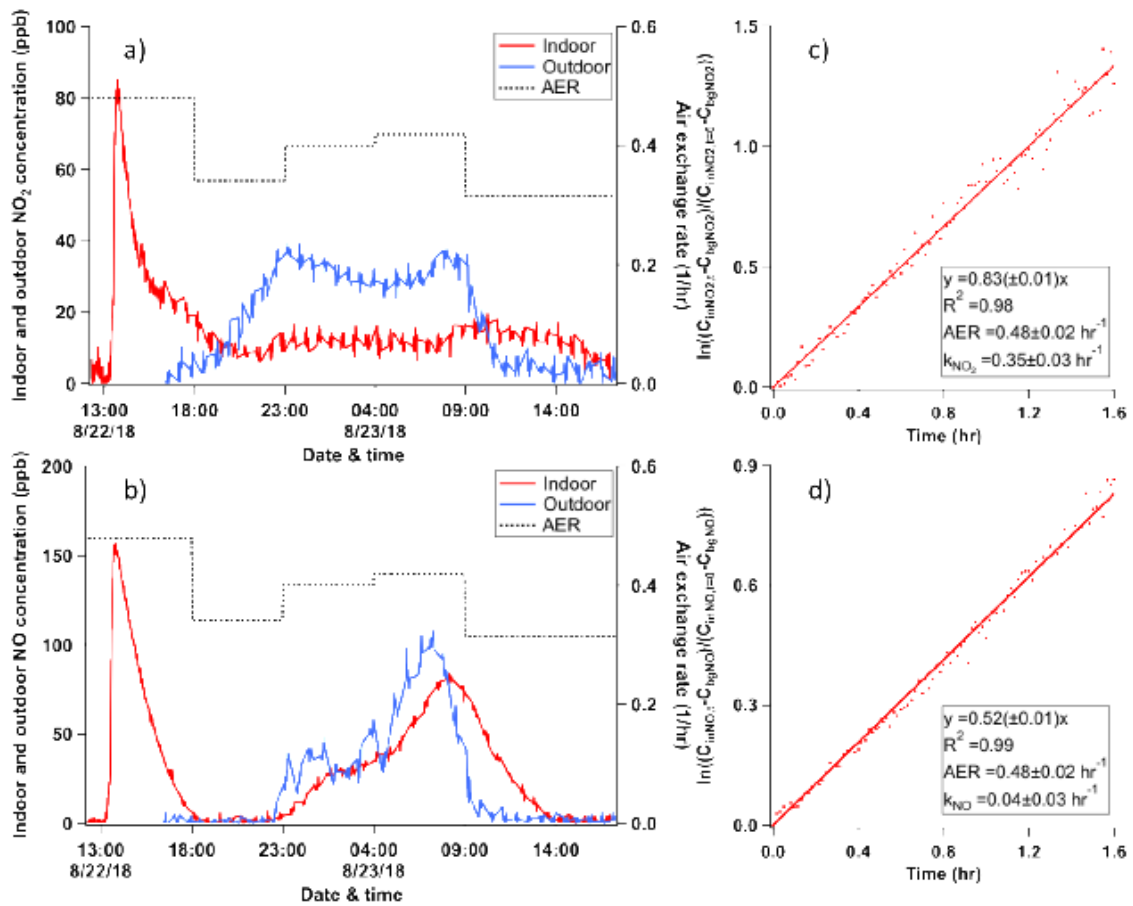 a)
Indoor and outdoor NO₂ concentration (ppb)
100
80
60
40
20
0
Indoor
Outdoor
AER
0.6
0.4
0.2
0.0
Air exchange rate (1/hr)
13:00 18:00 23:00 04:00 09:00 14:00
8/22/18 8/23/18
Date & time
c)
1.5
1.0
0.5
0.0
y =0.83(±0.01)x
R² =0.98
AER =0.48±0.02 hr⁻¹
kNO₂ =0.35±0.03 hr⁻¹
0.0 0.4 0.8 1.2 1.6
Time (hr)
b)
Indoor and outdoor NO concentration (ppb)
200
150
100
50
0
Indoor
Outdoor
AER
0.6
0.4
0.2
0.0
Air exchange rate (1/hr)
13:00 18:00 23:00 04:00 09:00 14:00
8/22/18 8/23/18
Date & time
d)
0.9
0.6
0.3
0.0
y =0.52(±0.01)x
R² =0.99
AER =0.48±0.02 hr⁻¹
kNO =0.04±0.03 hr⁻¹
0.0 0.4 0.8 1.2 1.6
Time (hr)